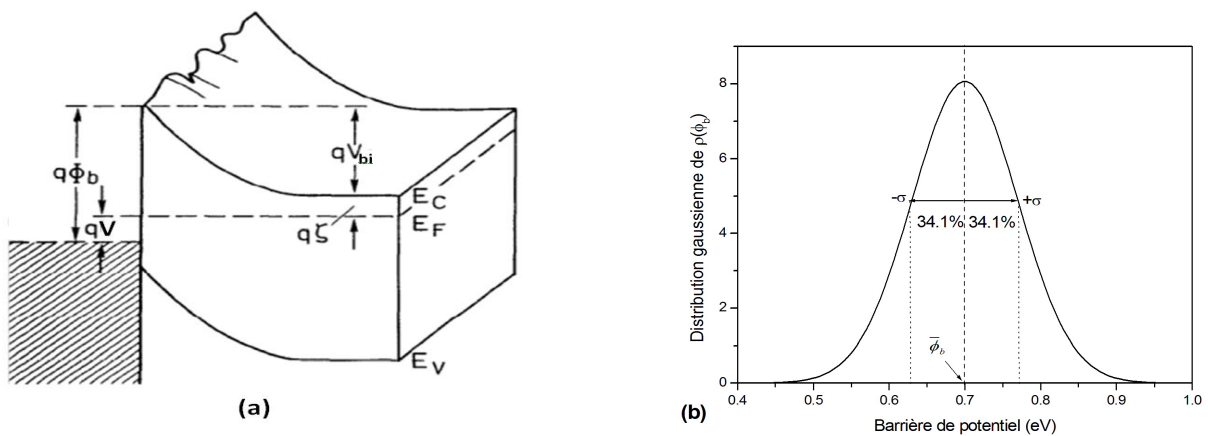 qΦb
qV
qVbi
EC
EF
qζ
EV
(a)
Distribution gaussienne de ρ(ϕb)
8
6
4
2
0
-σ
+σ
34.1% 34.1%
ϕ̅b
0.4 0.5 0.6 0.7 0.8 0.9 1.0
Barrière de potentiel (eV)
(b)